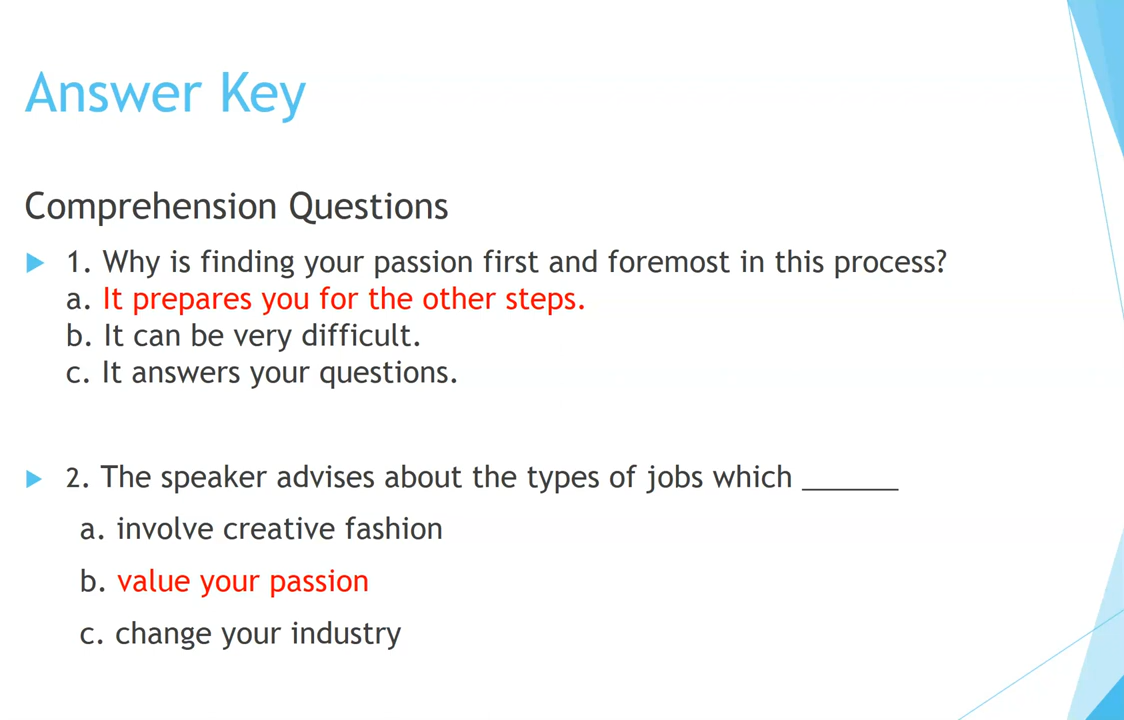 Answer Key
Comprehension Questions
1. Why is finding your passion first and foremost in this process?
a. It prepares you for the other steps.
b. It can be very difficult.
c. It answers your questions.
2. The speaker advises about the types of jobs which ______
a. involve creative fashion
b. value your passion
c. change your industry